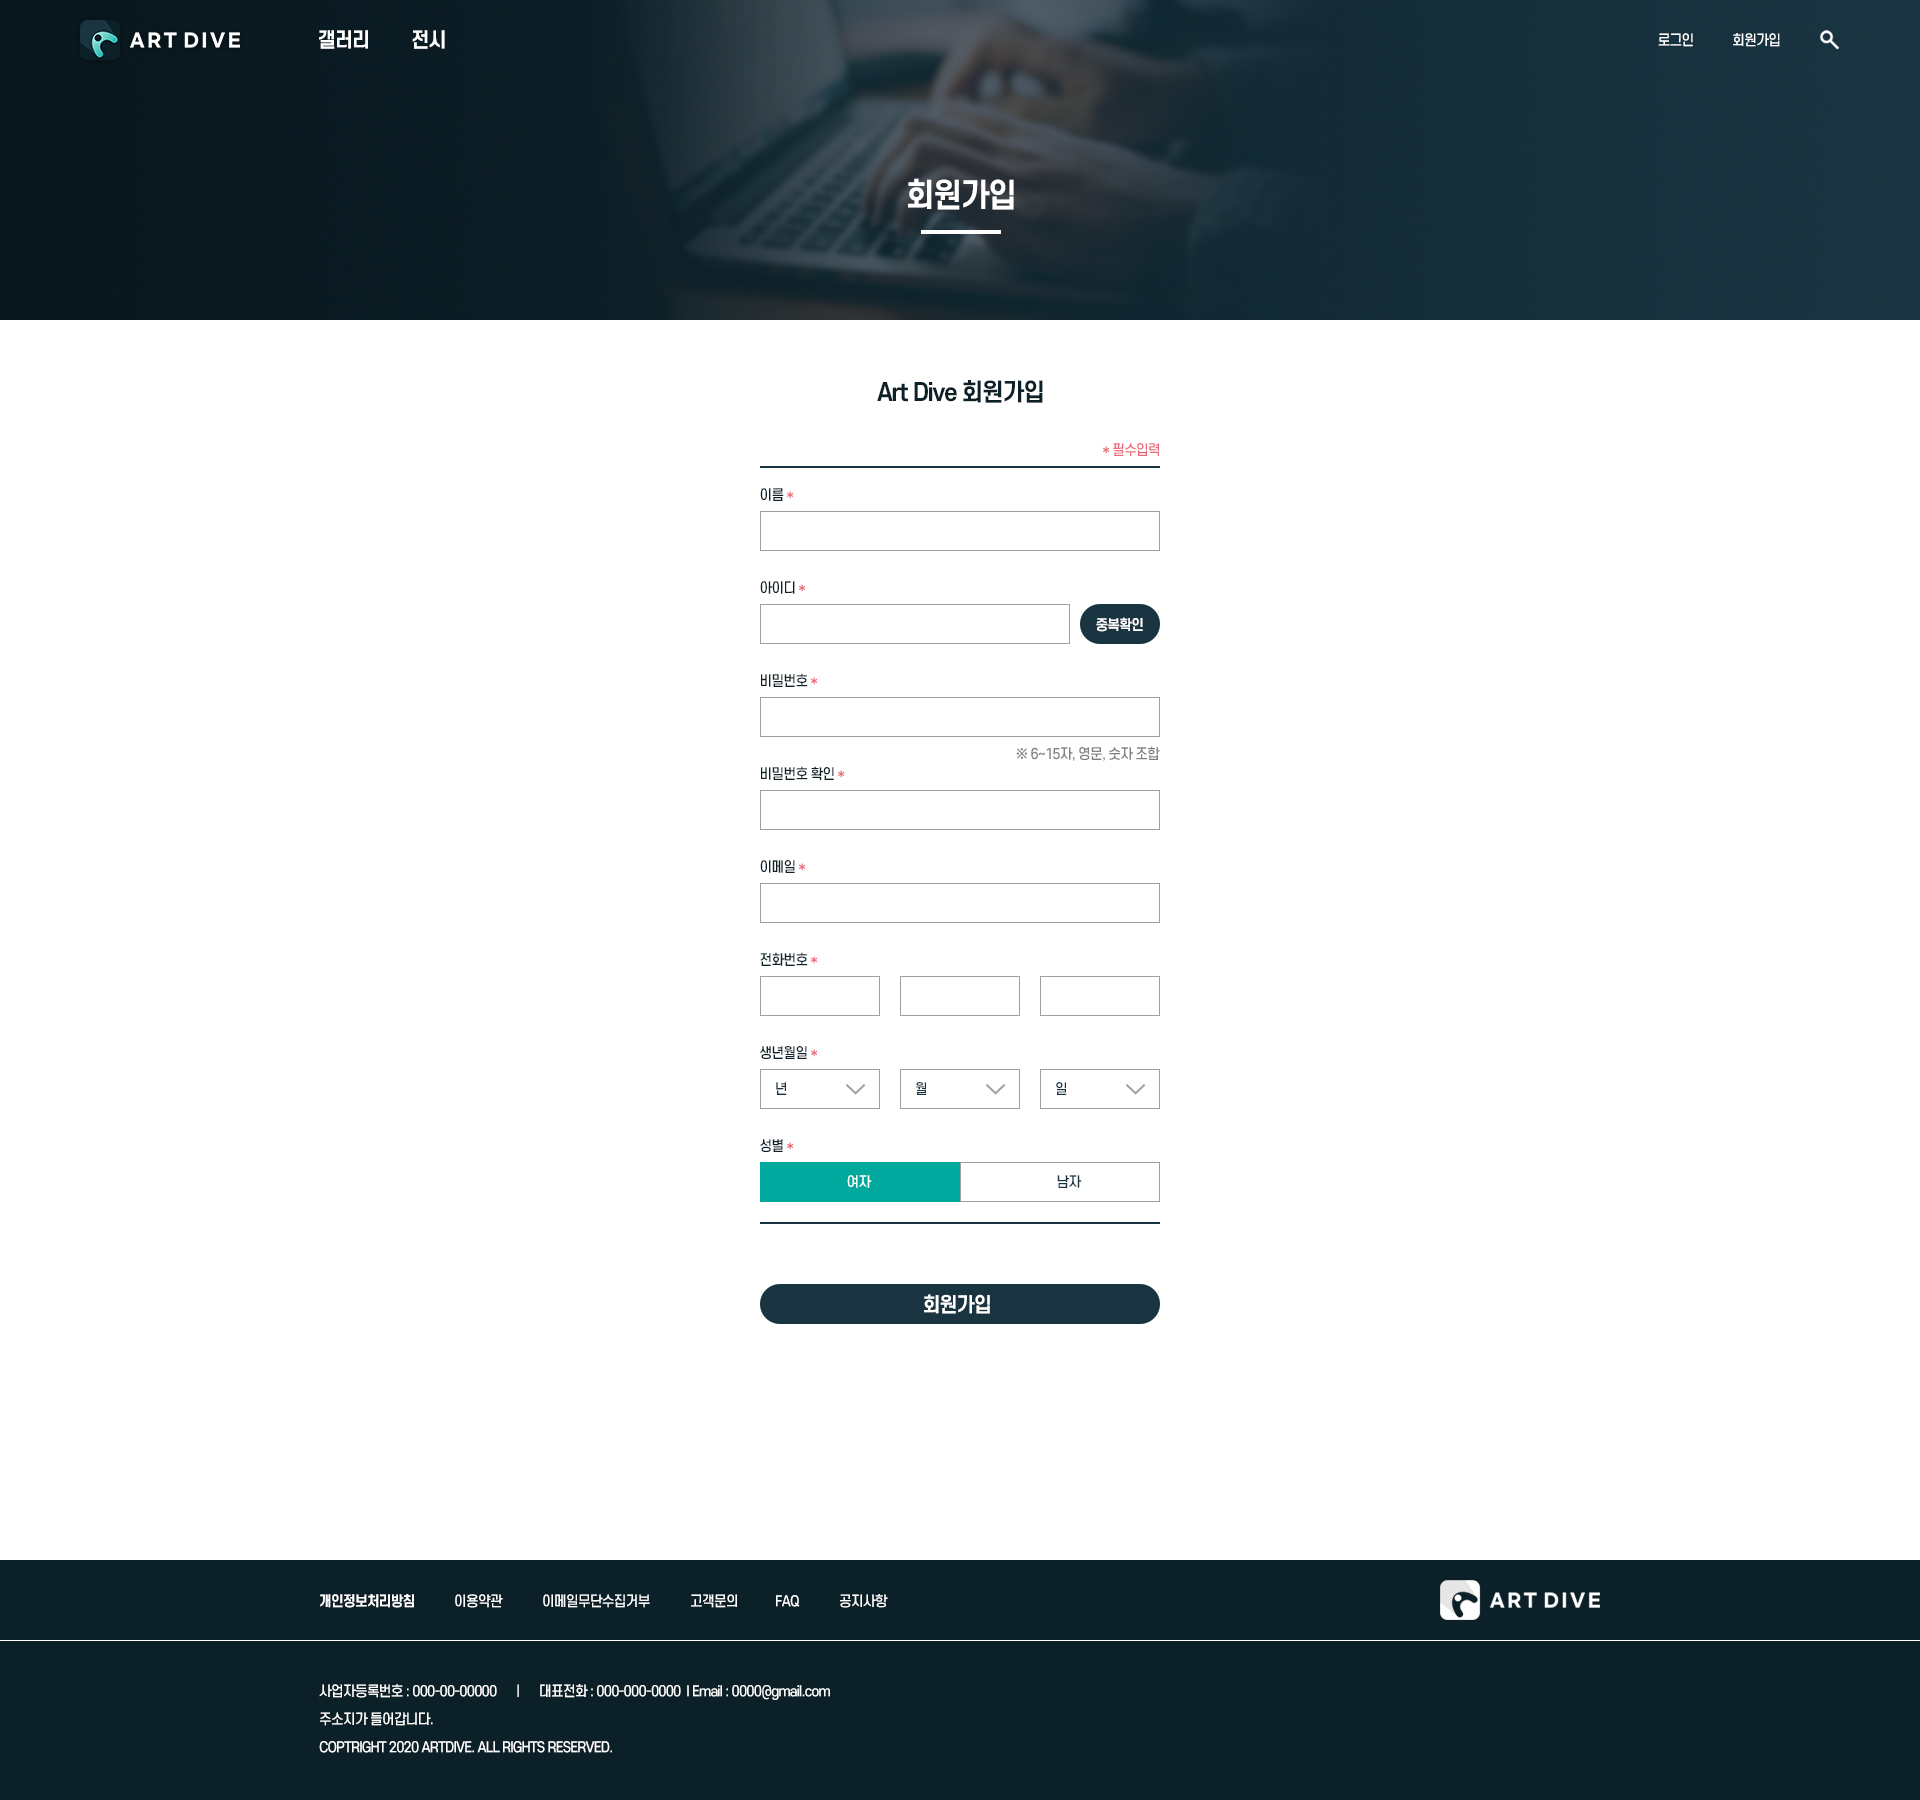 ART DIVE 갤러리 전시 로그인 회원가입
회원가입
Art Dive 회원가입
* 필수입력
이름 *
아이디 *
중복확인
비밀번호 *
※ 6~15자, 영문, 숫자 조합
비밀번호 확인 *
이메일 *
전화번호 *
생년월일 *
년 월 일
성별 *
여자 남자
회원가입
개인정보처리방침 이용약관 이메일무단수집거부 고객문의 FAQ 공지사항 ART DIVE
사업자등록번호 : 000-00-00000 | 대표전화 : 000-000-0000 I Email : 0000@gmail.com
주소지가 들어갑니다.
COPTRIGHT 2020 ARTDIVE. ALL RIGHTS RESERVED.